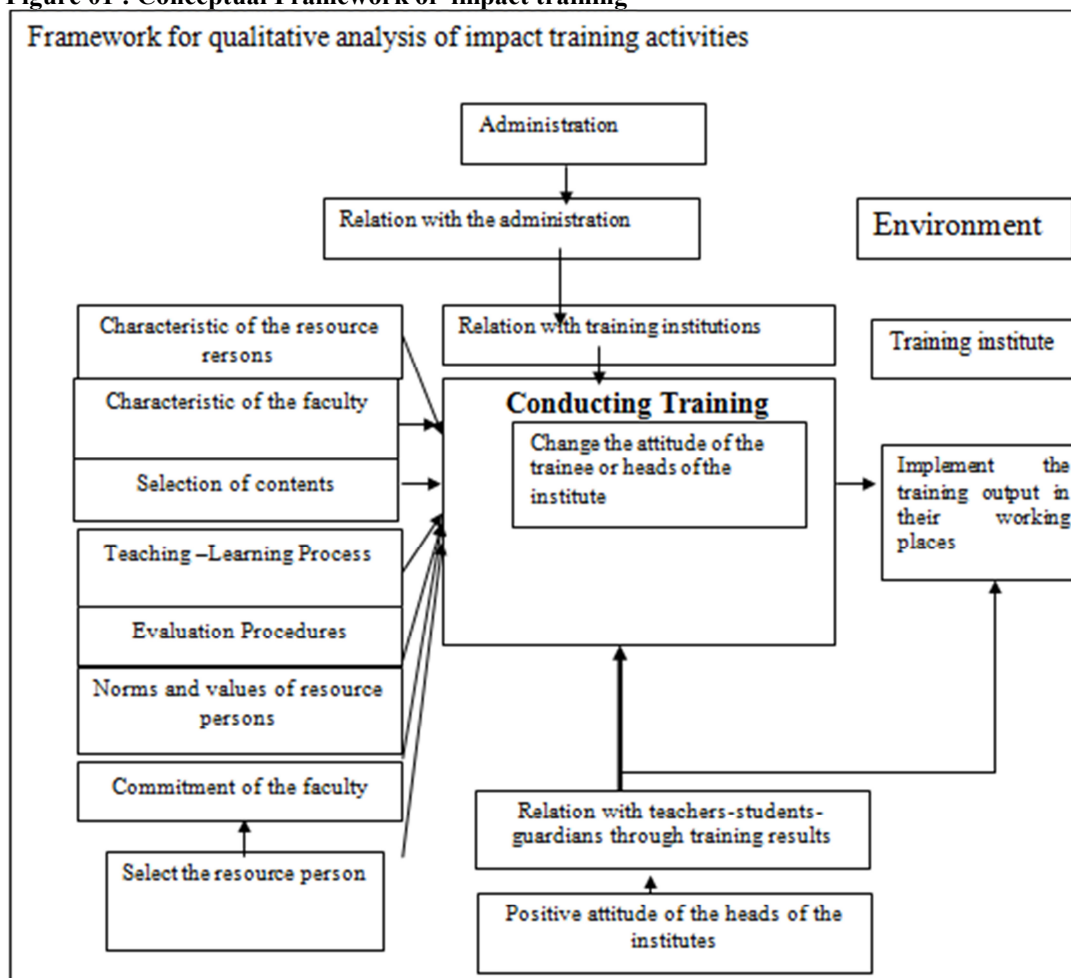 Figure 01 : Conceptual Framework of impact training
Framework for qualitative analysis of impact training activities
Administration
Relation with the administration
Environment
Characteristic of the resource
rersons
Relation with training institutions
Training institute
Characteristic of the faculty
Conducting Training
Change the attitude of the
trainee or heads of the
institute
Selection of contents
Implement the
training output in
their working
places
Teaching –Learning Process
Evaluation Procedures
Norms and values of resource
persons
Commitment of the faculty
Relation with teachers-students-
guardians through training results
Select the resource person
Positive attitude of the heads of the
institutes